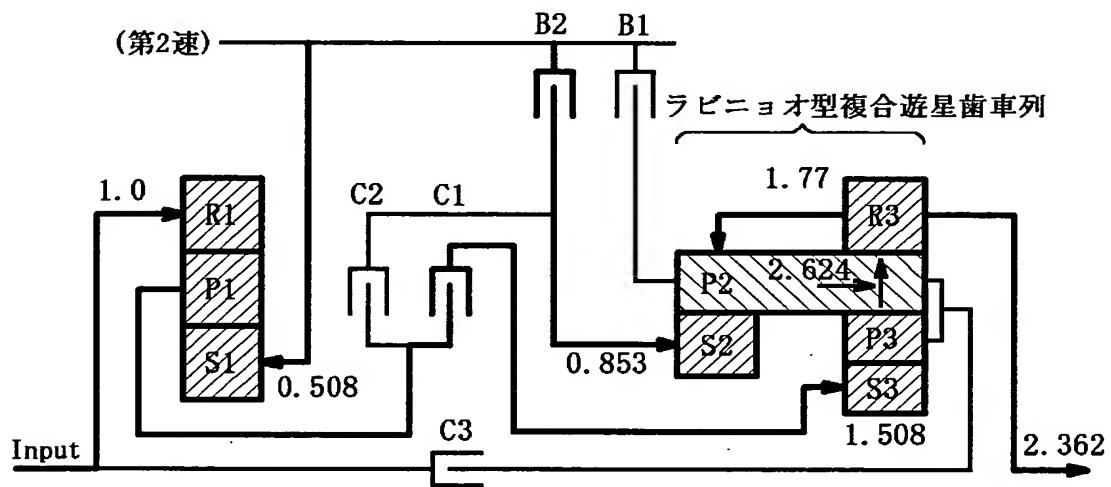 (第2速)
B2
B1
ラビニョオ型複合遊星歯車列
1.0
C2
C1
1.77
R1
R3
P1
P2
2.624
S1
S2
P3
0.508
0.853
S3
1.508
Input
C3
2.362